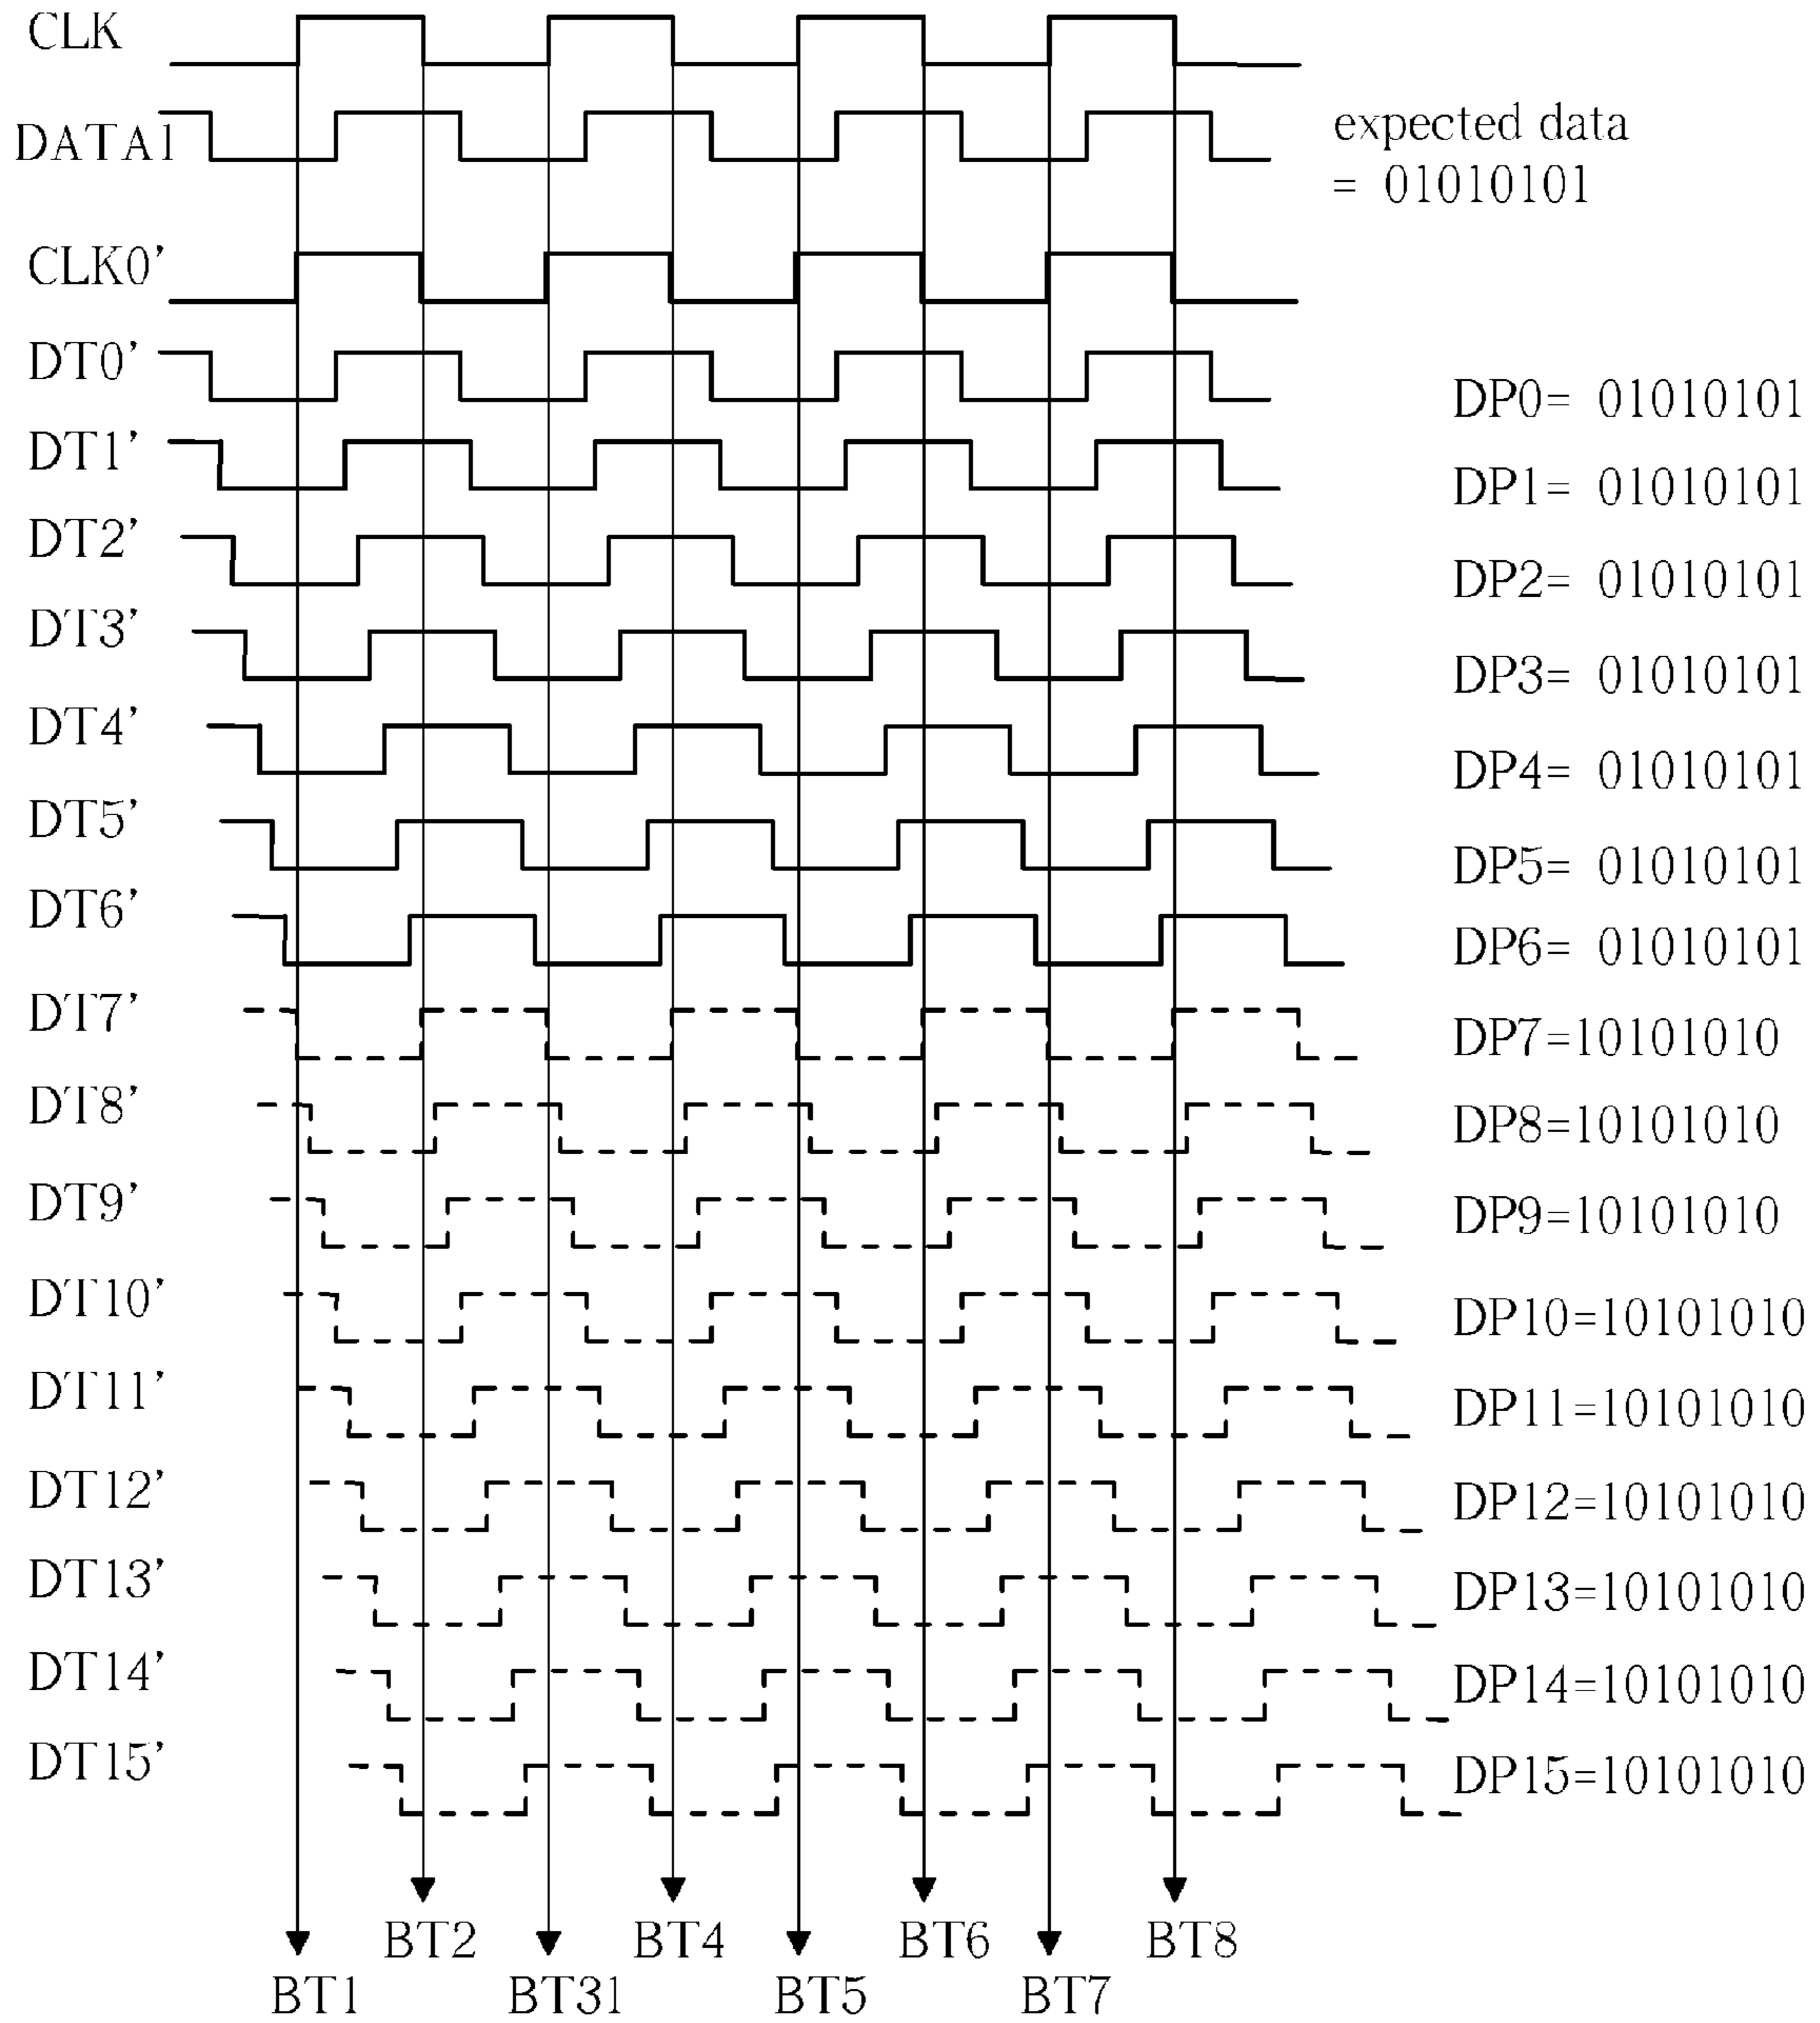 CLK
DATA1
expected data
= 01010101
CLK0’
DT0’
DP0= 01010101
DT1’
DP1= 01010101
DT2’
DP2= 01010101
DT3’
DP3= 01010101
DT4’
DP4= 01010101
DT5’
DP5= 01010101
DT6’
DP6= 01010101
DT7’
DP7=10101010
DT8’
DP8=10101010
DT9’
DP9=10101010
DT10’
DP10=10101010
DT11’
DP11=10101010
DT12’
DP12=10101010
DT13’
DP13=10101010
DT14’
DP14=10101010
DT15’
DP15=10101010
BT2 BT4 BT6 BT8
BT1 BT31 BT5 BT7